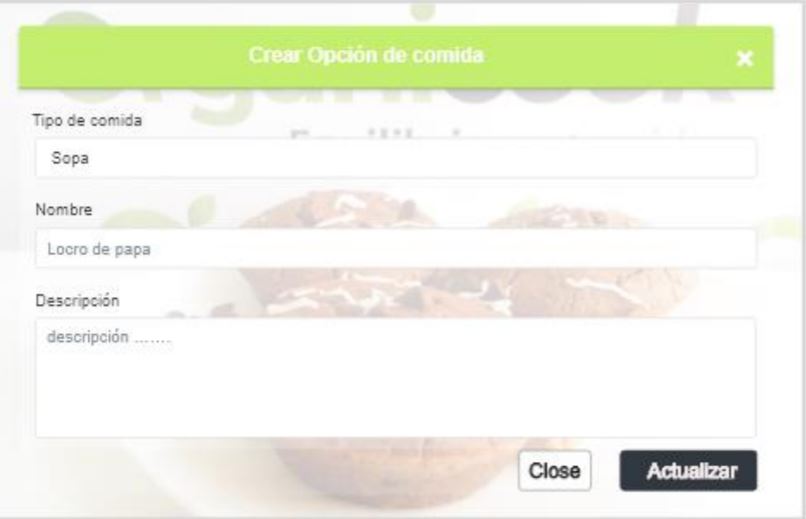 Crear Opción de comida ×
Tipo de comida
Sopa
Nombre
Locro de papa
Descripción
descripción .......
Close Actualizar